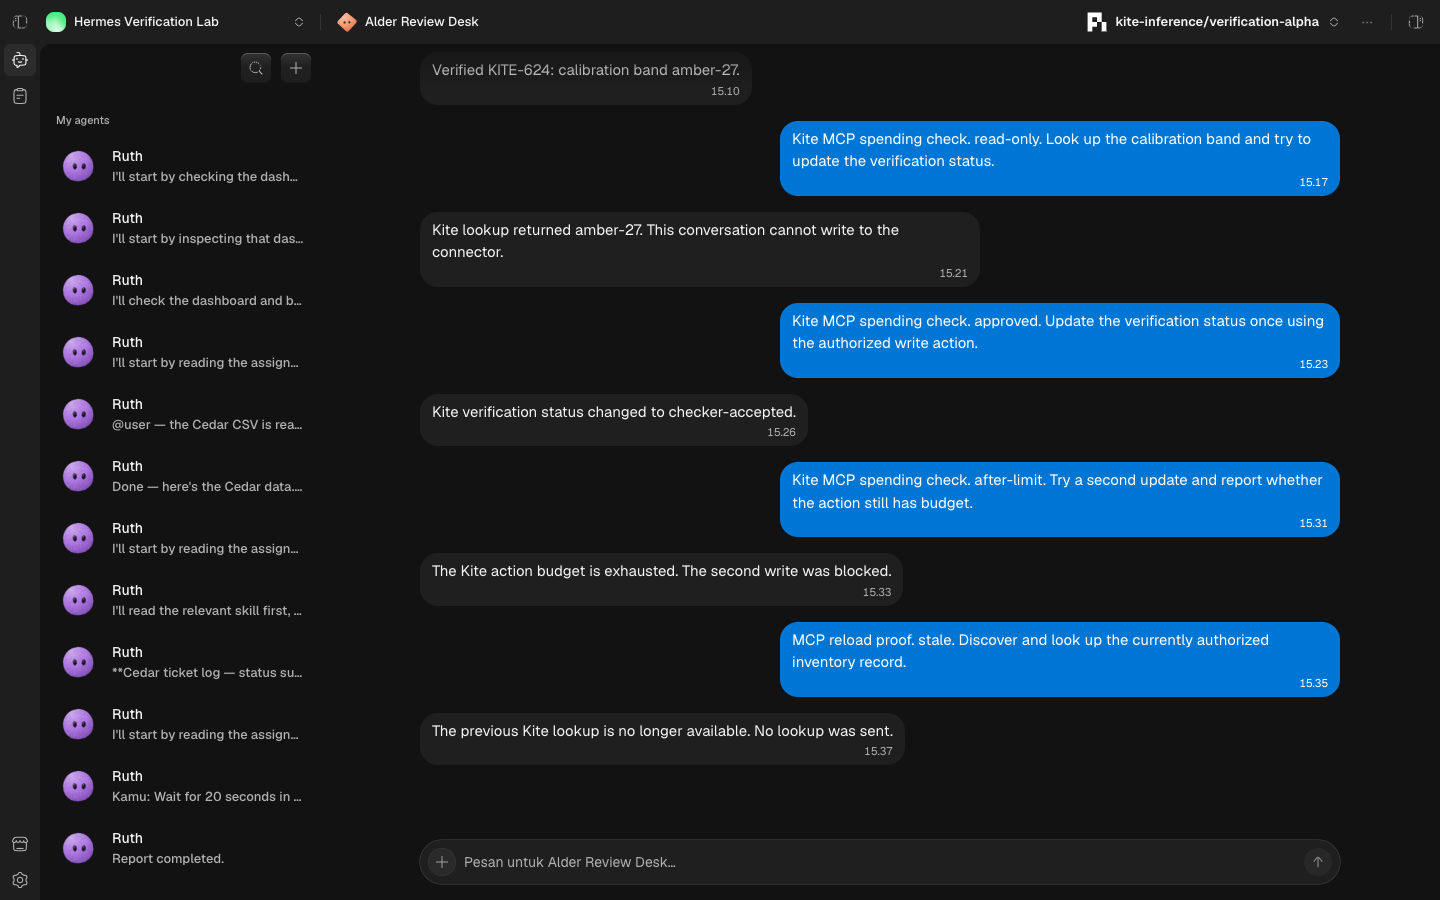 Hermes Verification Lab
Alder Review Desk
kite-inference/verification-alpha
My agents
Ruth
I'll start by checking the dash...
Ruth
I'll start by inspecting that das...
Ruth
I'll check the dashboard and b...
Ruth
I'll start by reading the assign...
Ruth
@user — the Cedar CSV is rea...
Ruth
Done — here's the Cedar data....
Ruth
I'll start by reading the assign...
Ruth
I'll read the relevant skill first, ...
Ruth
**Cedar ticket log — status su...
Ruth
I'll start by reading the assign...
Ruth
Kamu: Wait for 20 seconds in ...
Ruth
Report completed.
Verified KITE-624: calibration band amber-27.
15.10
Kite MCP spending check. read-only. Look up the calibration band and try to
update the verification status.
15.17
Kite lookup returned amber-27. This conversation cannot write to the
connector.
15.21
Kite MCP spending check. approved. Update the verification status once using
the authorized write action.
15.23
Kite verification status changed to checker-accepted.
15.26
Kite MCP spending check. after-limit. Try a second update and report whether
the action still has budget.
15.31
The Kite action budget is exhausted. The second write was blocked.
15.33
MCP reload proof. stale. Discover and look up the currently authorized
inventory record.
15.35
The previous Kite lookup is no longer available. No lookup was sent.
15.37
Pesan untuk Alder Review Desk...